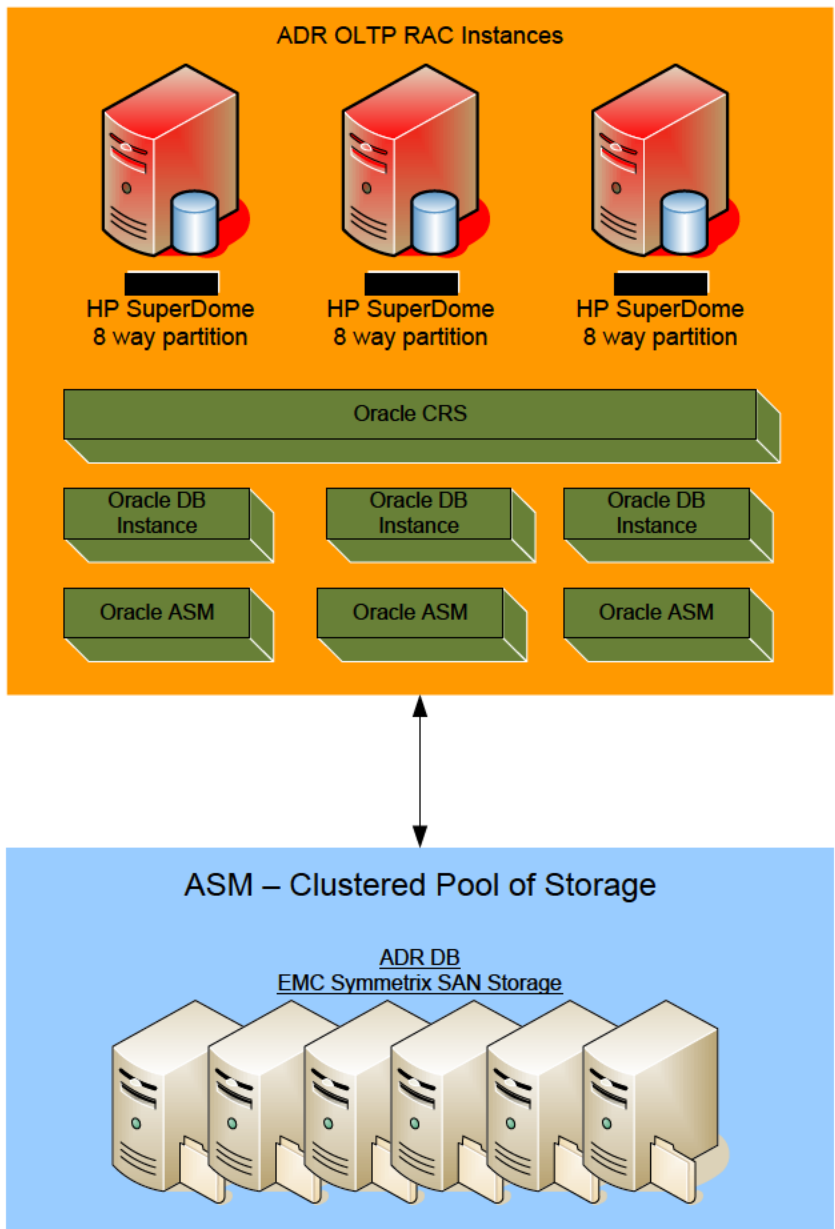 ADR OLTP RAC Instances
HP SuperDome
8 way partition
HP SuperDome
8 way partition
HP SuperDome
8 way partition
Oracle CRS
Oracle DB
Instance
Oracle DB
Instance
Oracle DB
Instance
Oracle ASM
Oracle ASM
Oracle ASM
ASM – Clustered Pool of Storage
ADR DB
EMC Symmetrix SAN Storage